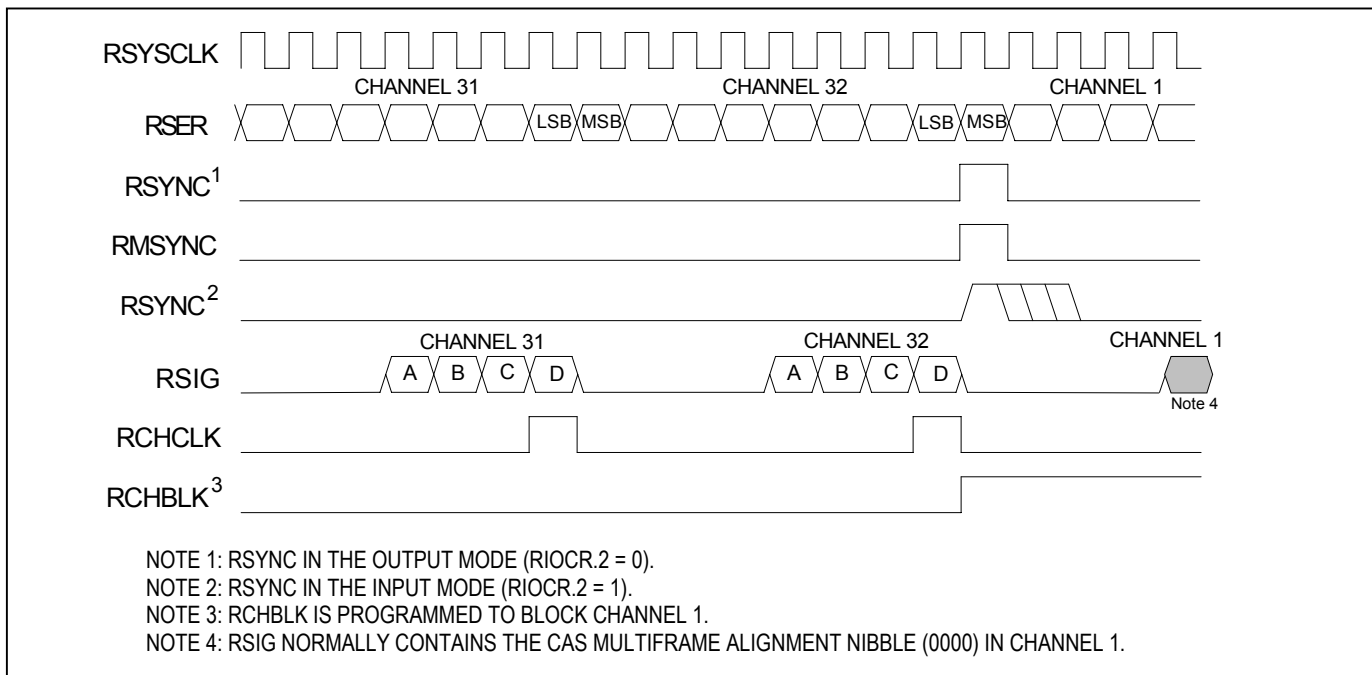 RSYSCLK
CHANNEL 31 CHANNEL 32 CHANNEL 1
RSER LSB MSB LSB MSB
RSYNC1
RMSYNC
RSYNC2
CHANNEL 31 CHANNEL 32 CHANNEL 1
RSIG A B C D A B C D
Note 4
RCHCLK
RCHBLK3
NOTE 1: RSYNC IN THE OUTPUT MODE (RIOCR.2 = 0).
NOTE 2: RSYNC IN THE INPUT MODE (RIOCR.2 = 1).
NOTE 3: RCHBLK IS PROGRAMMED TO BLOCK CHANNEL 1.
NOTE 4: RSIG NORMALLY CONTAINS THE CAS MULTIFRAME ALIGNMENT NIBBLE (0000) IN CHANNEL 1.